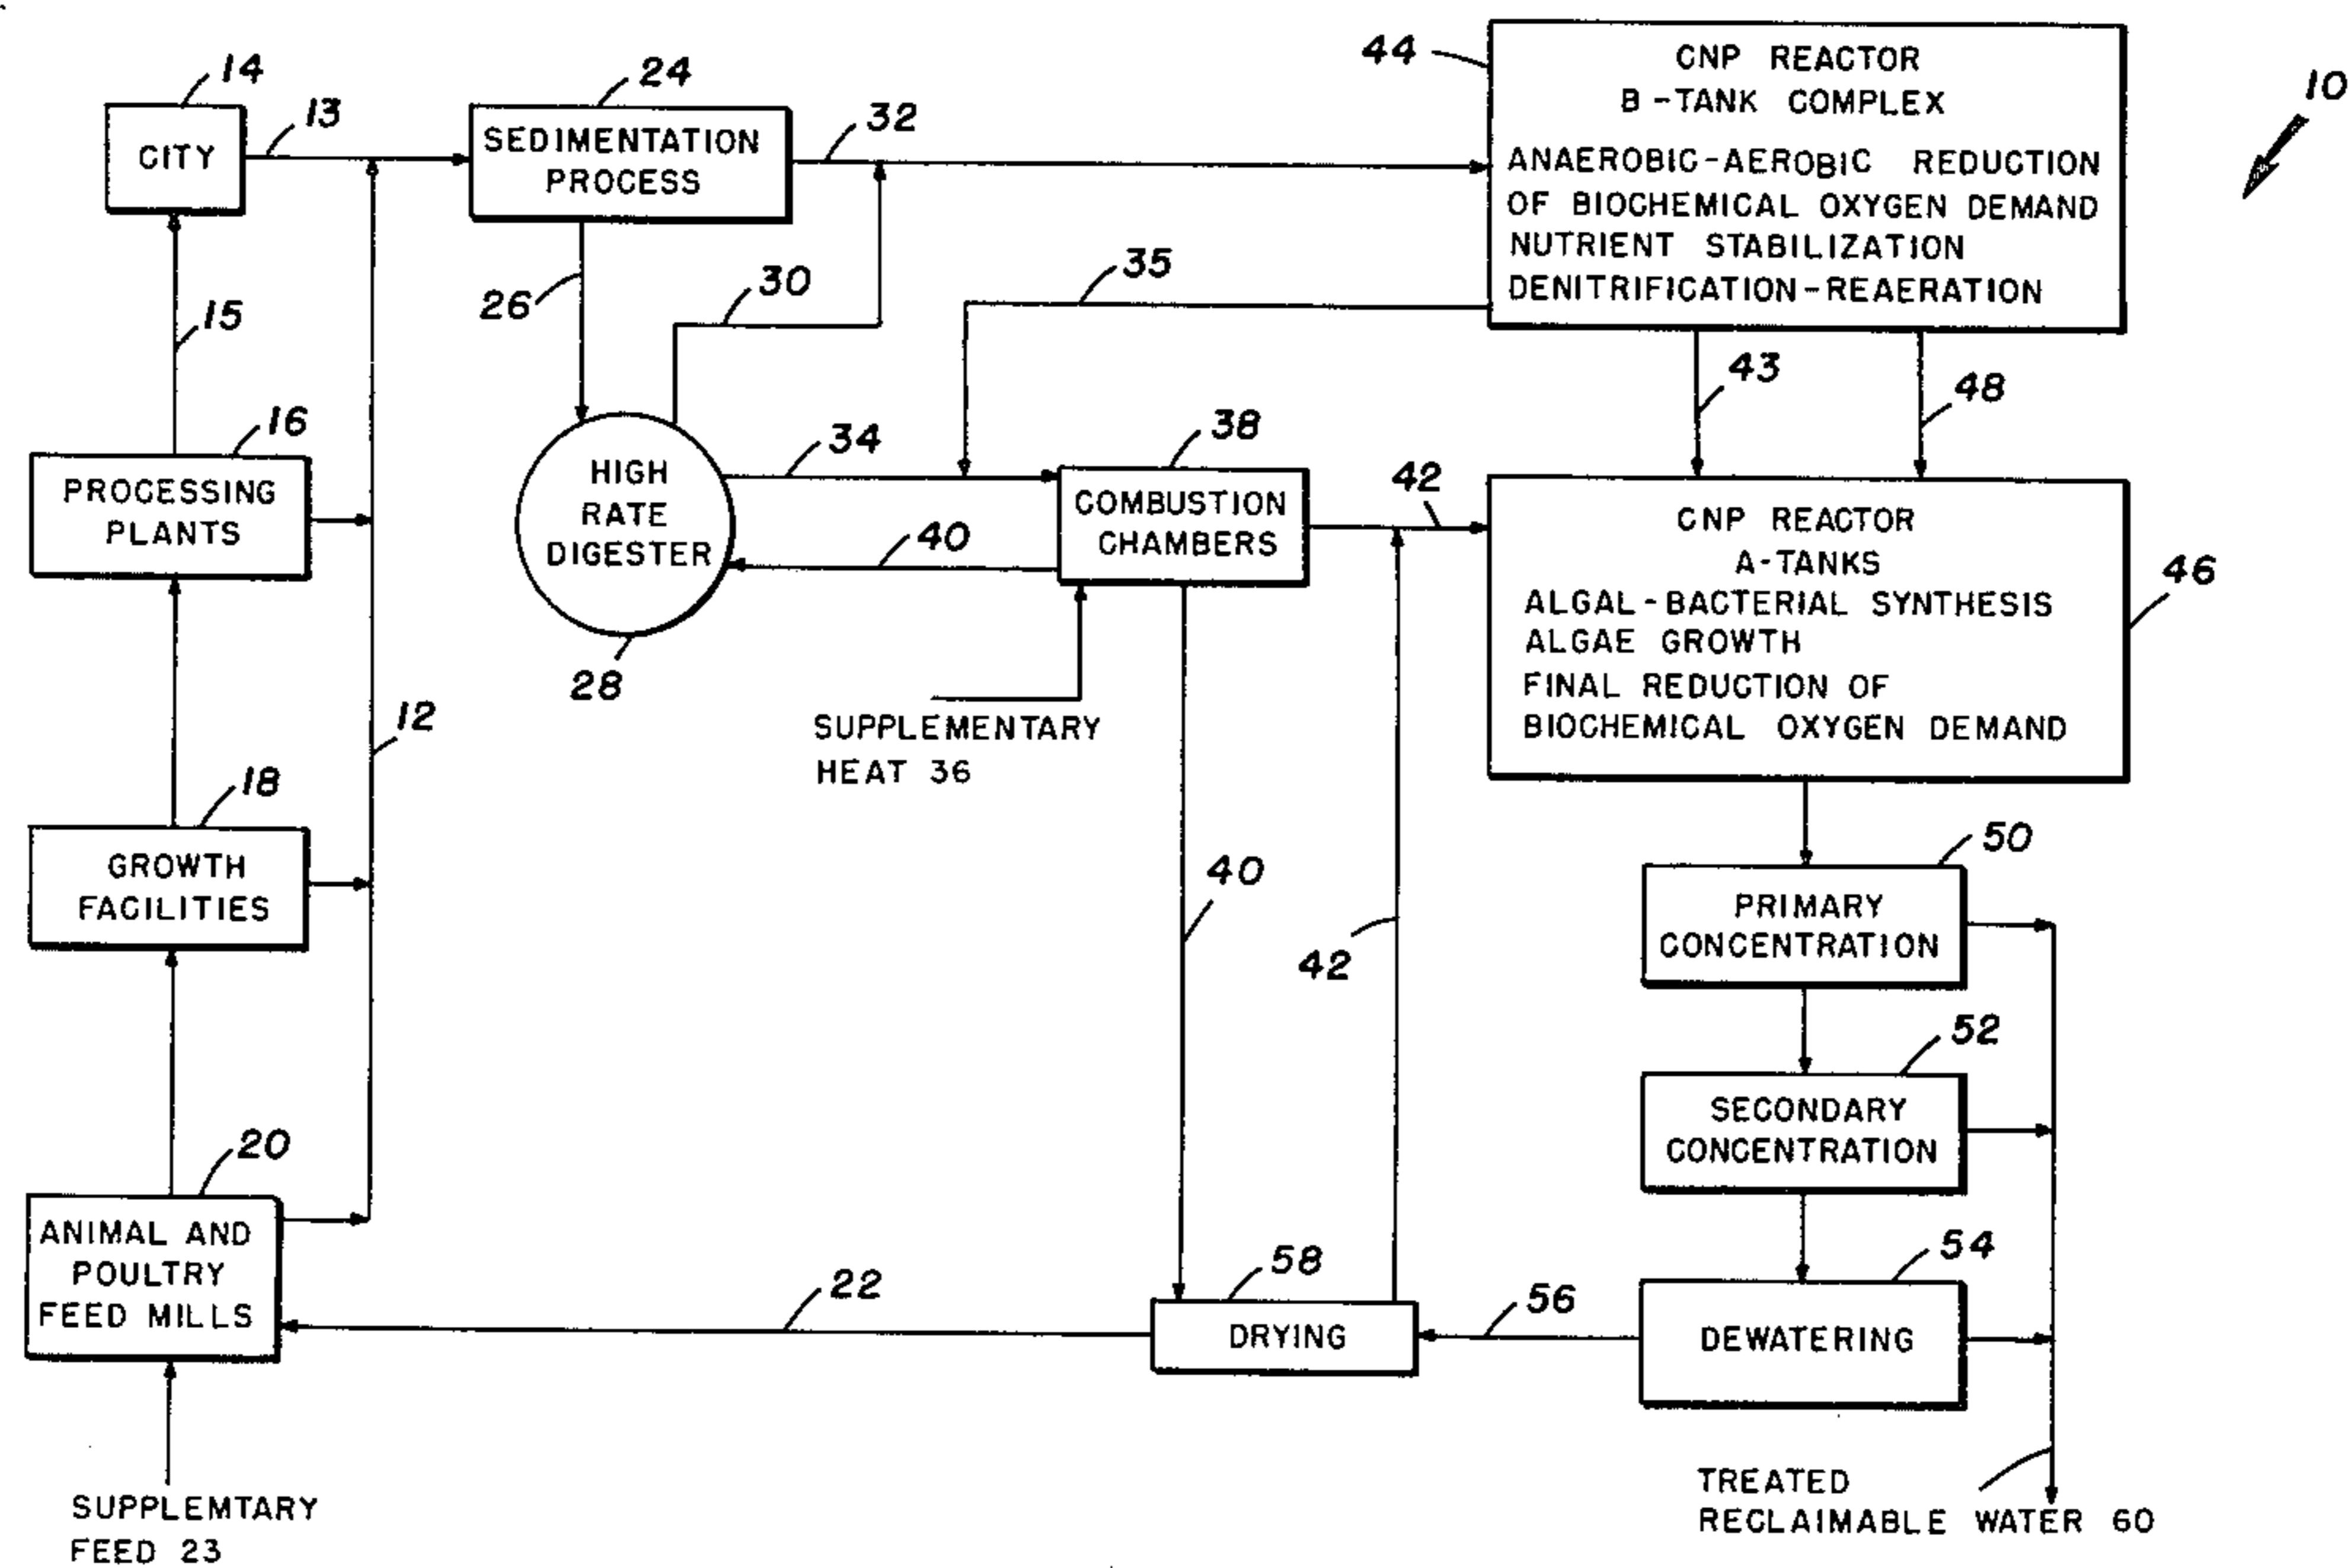 10
14
CITY
13
24
SEDIMENTATION
PROCESS
32
44
CNP REACTOR
B-TANK COMPLEX
ANAEROBIC-AEROBIC REDUCTION
OF BIOCHEMICAL OXYGEN DEMAND
NUTRIENT STABILIZATION
DENITRIFICATION-REAERATION
15
26
30
35
43
48
16
PROCESSING
PLANTS
HIGH
RATE
DIGESTER
28
34
40
38
COMBUSTION
CHAMBERS
42
CNP REACTOR
A-TANKS
ALGAL-BACTERIAL SYNTHESIS
ALGAE GROWTH
FINAL REDUCTION OF
BIOCHEMICAL OXYGEN DEMAND
46
SUPPLEMENTARY
HEAT 36
12
18
GROWTH
FACILITIES
40
42
50
PRIMARY
CONCENTRATION
52
SECONDARY
CONCENTRATION
20
ANIMAL AND
POULTRY
FEED MILLS
22
58
DRYING
56
54
DEWATERING
SUPPLEMTARY
FEED 23
TREATED
RECLAIMABLE WATER 60